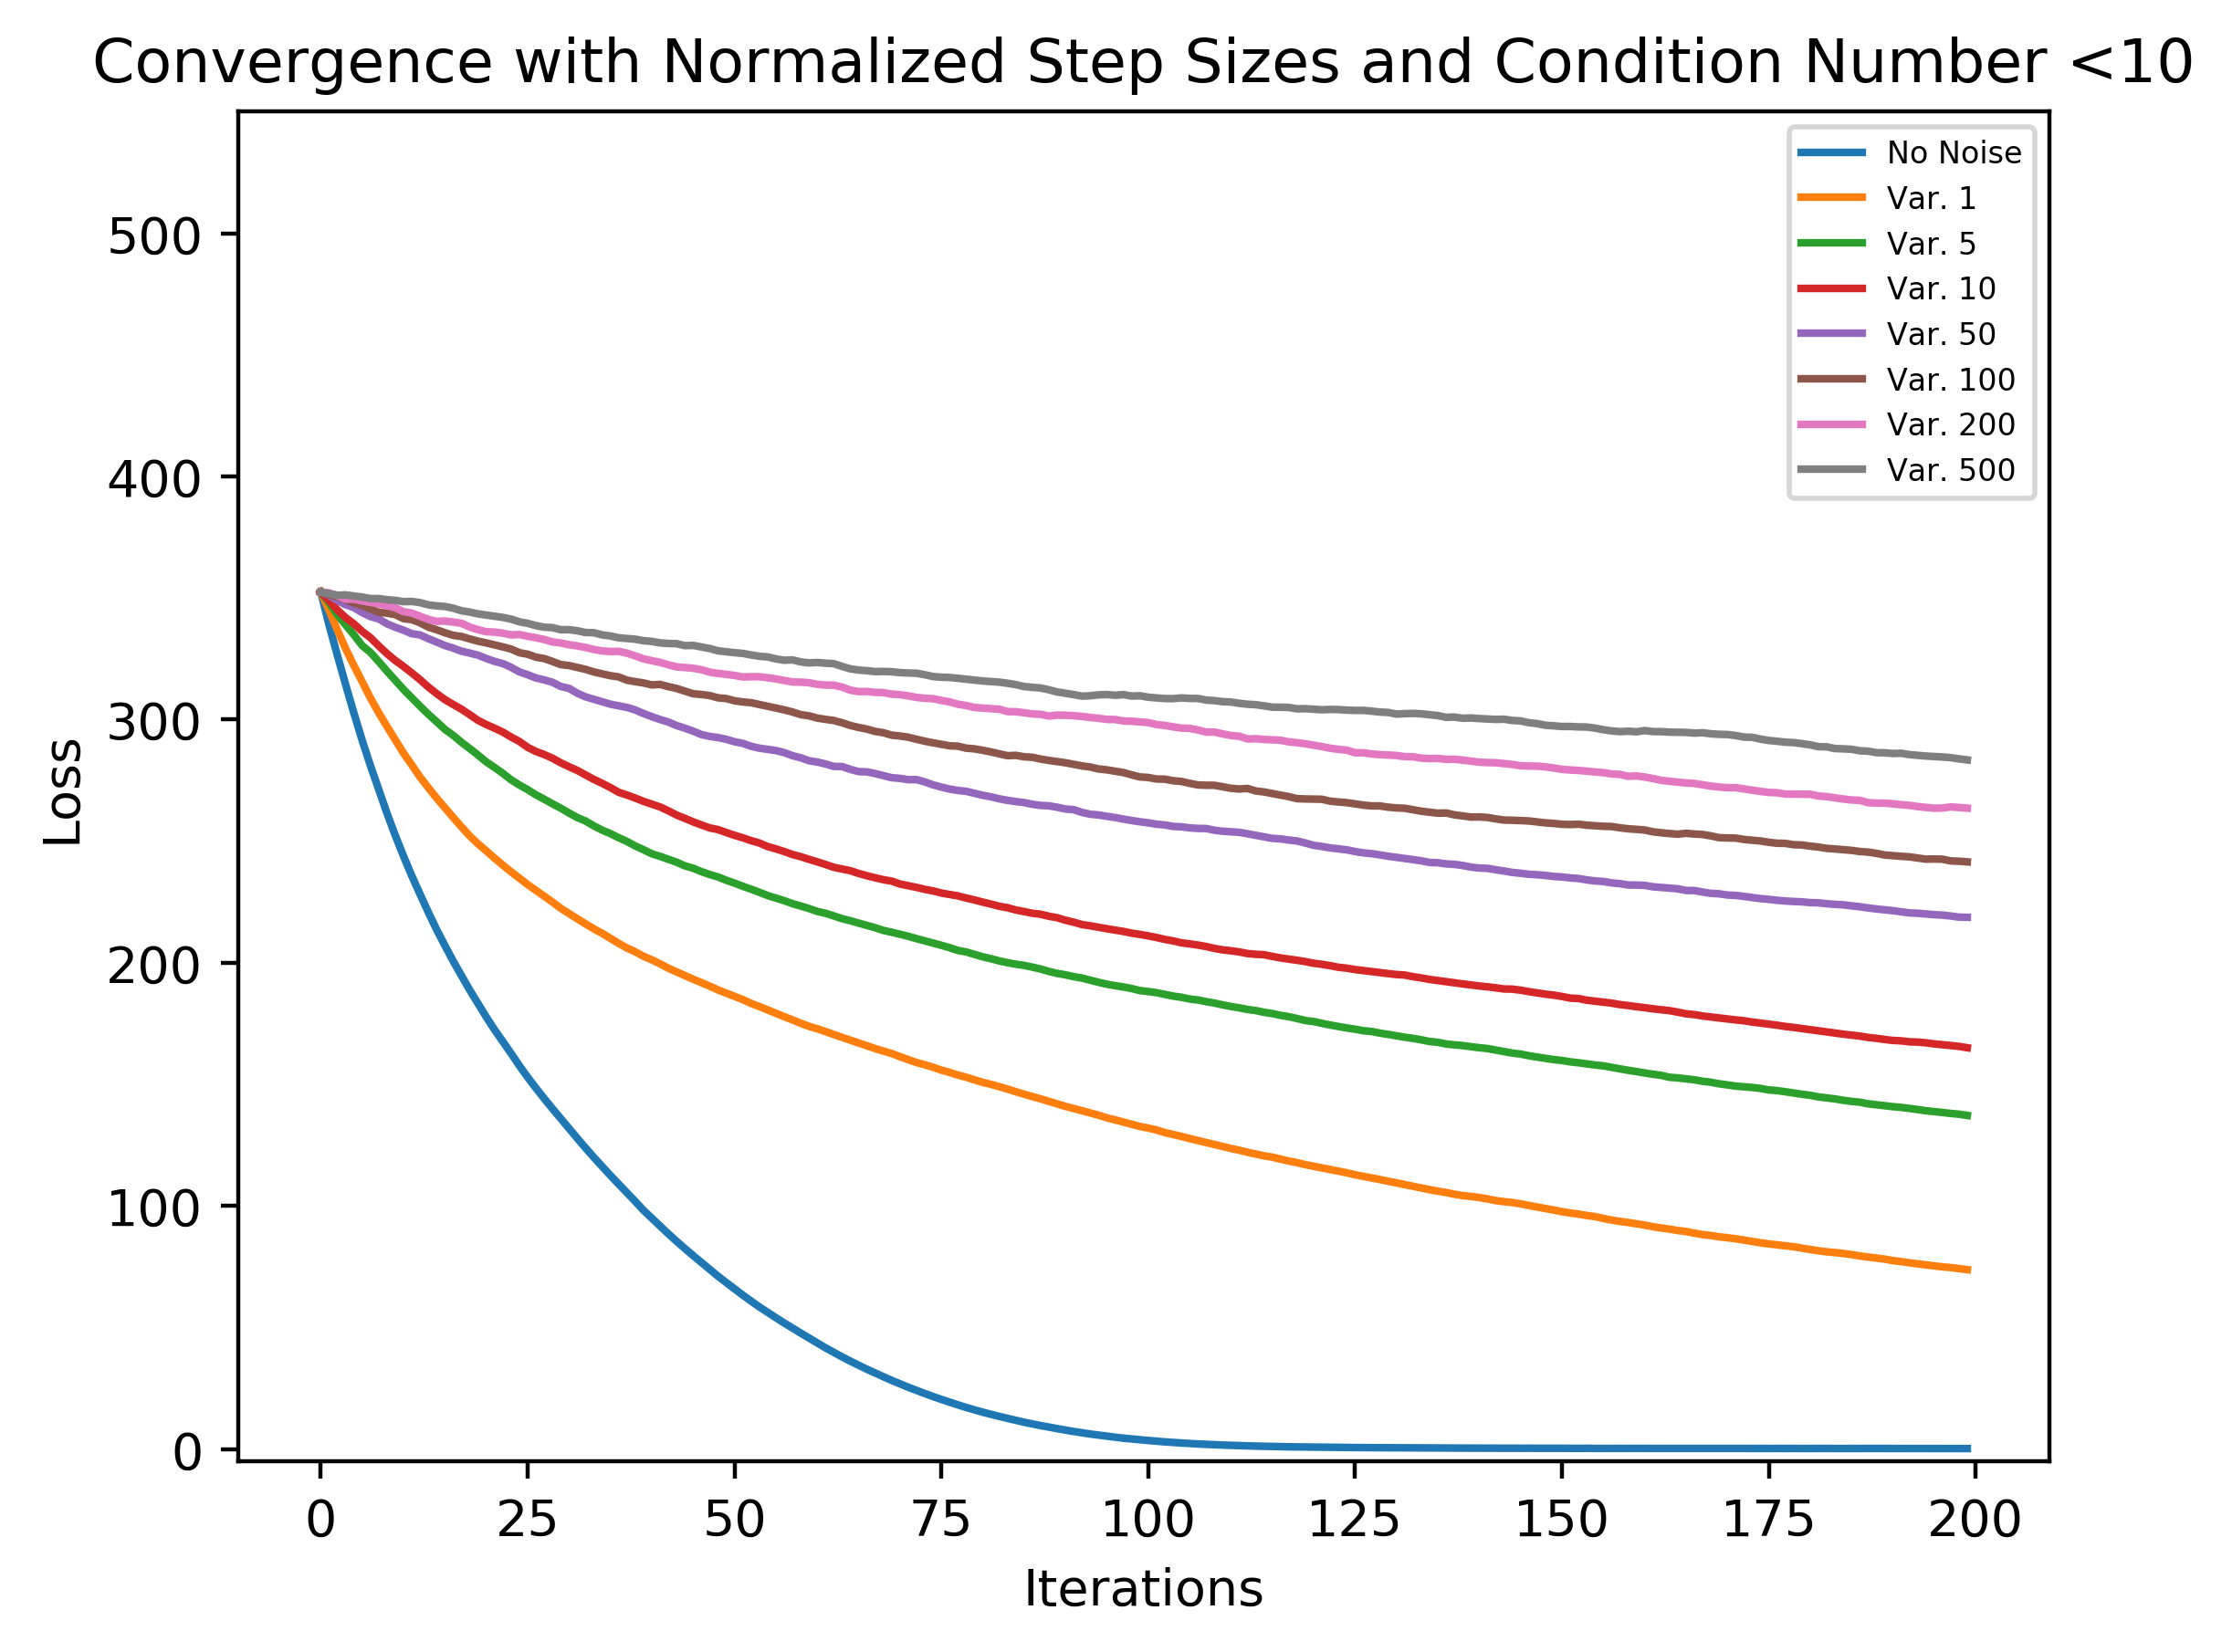 Convergence with Normalized Step Sizes and Condition Number <10
No Noise
Var. 1
Var. 5
Var. 10
Var. 50
Var. 100
Var. 200
Var. 500
500
400
300
200
100
0
Loss
0 25 50 75 100 125 150 175 200
Iterations